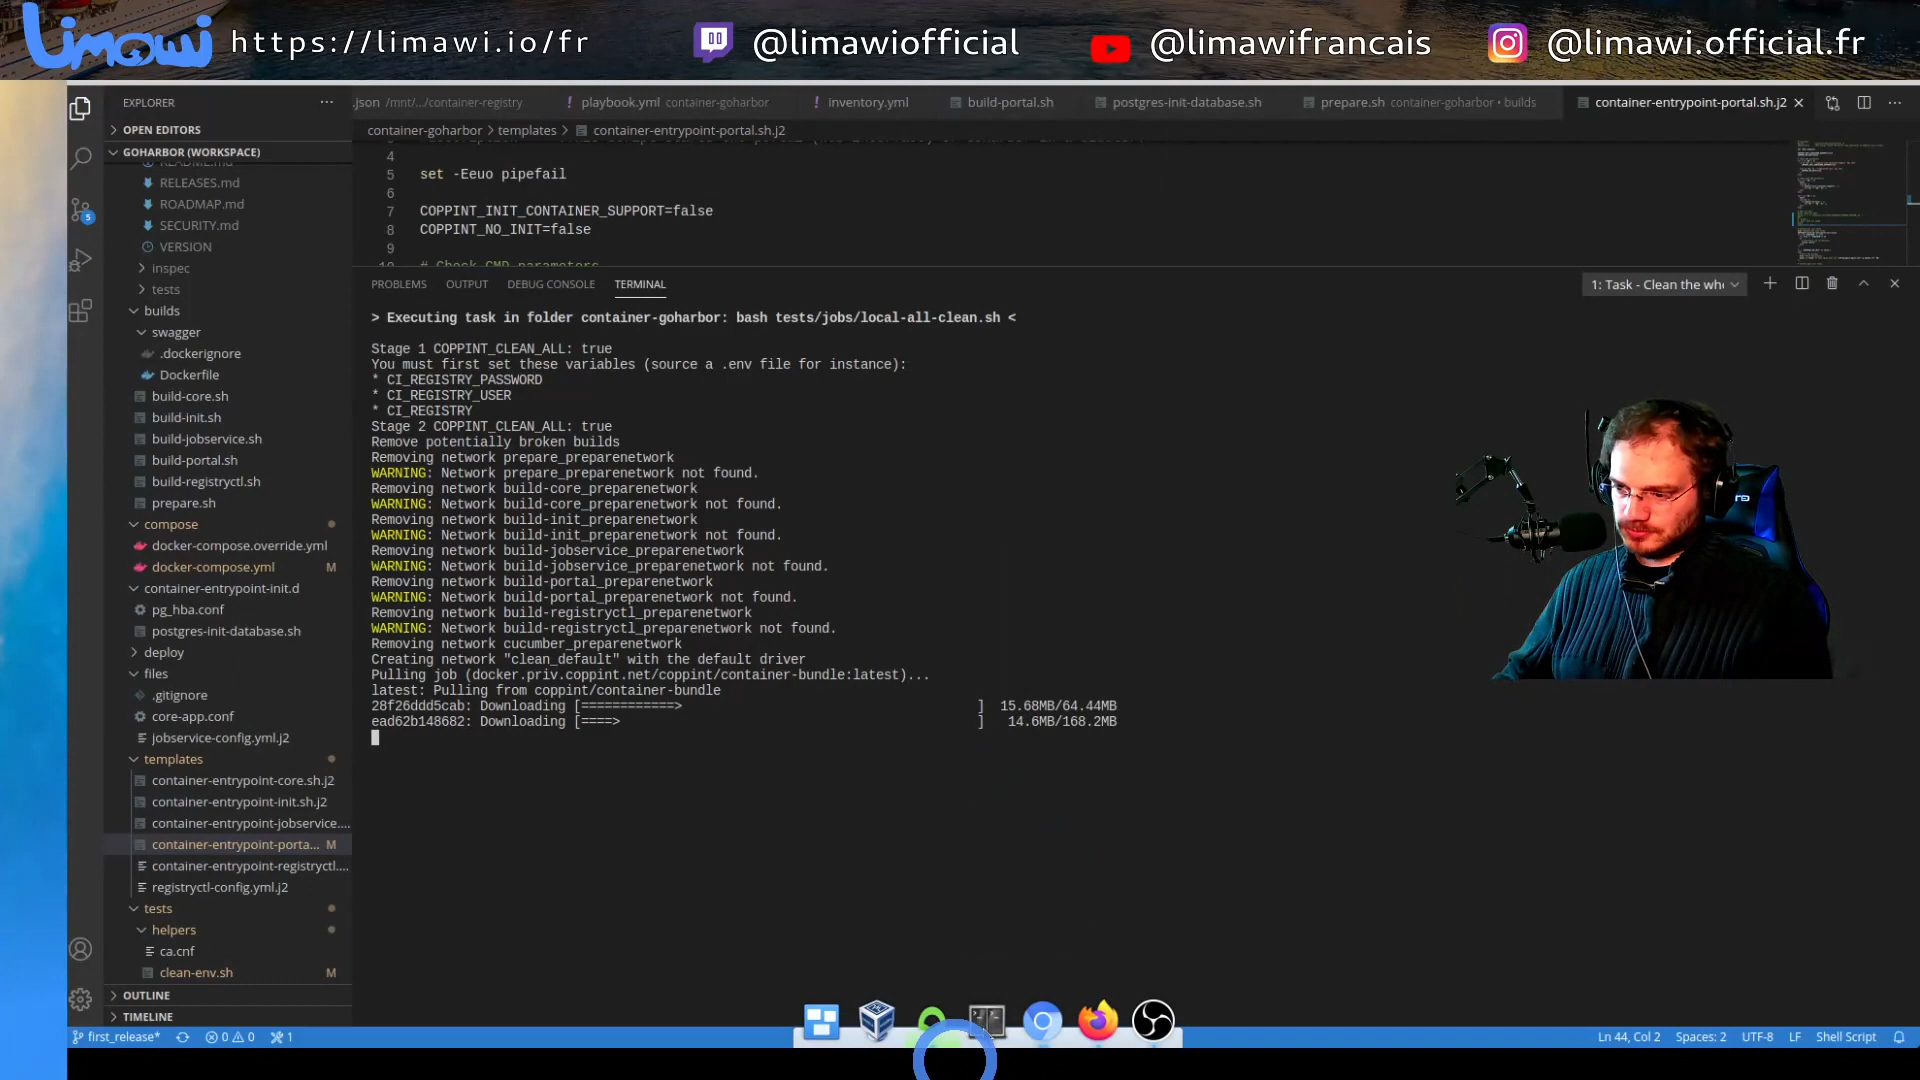 Limawi https://limawi.io/fr @limawiofficial @limawifrancais @limawi.official.fr
EXPLORER ···
.json /mnt/.../container-registry ! playbook.yml container-goharbor ! inventory.yml build-portal.sh postgres-init-database.sh prepare.sh container-goharbor • builds container-entrypoint-portal.sh.j2 ···
container-goharbor > templates > container-entrypoint-portal.sh.j2
OPEN EDITORS
GOHARBOR (WORKSPACE)
README.md
RELEASES.md
ROADMAP.md
SECURITY.md
VERSION
inspec
tests
builds
swagger
.dockerignore
Dockerfile
build-core.sh
build-init.sh
build-jobservice.sh
build-portal.sh
build-registryctl.sh
prepare.sh
compose
docker-compose.override.yml
docker-compose.yml M
container-entrypoint-init.d
pg_hba.conf
postgres-init-database.sh
deploy
files
.gitignore
core-app.conf
jobservice-config.yml.j2
templates
container-entrypoint-core.sh.j2
container-entrypoint-init.sh.j2
container-entrypoint-jobservice....
container-entrypoint-porta... M
container-entrypoint-registryctl....
registryctl-config.yml.j2
tests
helpers
ca.cnf
clean-env.sh M
OUTLINE
TIMELINE
5
4
5 set -Eeuo pipefail
6
7 COPPINT_INIT_CONTAINER_SUPPORT=false
8 COPPINT_NO_INIT=false
9
10 # Check CMD parameters
PROBLEMS OUTPUT DEBUG CONSOLE TERMINAL 1: Task - Clean the who
> Executing task in folder container-goharbor: bash tests/jobs/local-all-clean.sh <
Stage 1 COPPINT_CLEAN_ALL: true
You must first set these variables (source a .env file for instance):
* CI_REGISTRY_PASSWORD
* CI_REGISTRY_USER
* CI_REGISTRY
Stage 2 COPPINT_CLEAN_ALL: true
Remove potentially broken builds
Removing network prepare_preparenetwork
WARNING: Network prepare_preparenetwork not found.
Removing network build-core_preparenetwork
WARNING: Network build-core_preparenetwork not found.
Removing network build-init_preparenetwork
WARNING: Network build-init_preparenetwork not found.
Removing network build-jobservice_preparenetwork
WARNING: Network build-jobservice_preparenetwork not found.
Removing network build-portal_preparenetwork
WARNING: Network build-portal_preparenetwork not found.
Removing network build-registryctl_preparenetwork
WARNING: Network build-registryctl_preparenetwork not found.
Removing network cucumber_preparenetwork
Creating network "clean_default" with the default driver
Pulling job (docker.priv.coppint.net/coppint/container-bundle:latest)...
latest: Pulling from coppint/container-bundle
28f26ddd5cab: Downloading [============> ] 15.68MB/64.44MB
ead62b148682: Downloading [====> ] 14.6MB/168.2MB
first_release* 0 0 1 Ln 44, Col 2 Spaces: 2 UTF-8 LF Shell Script